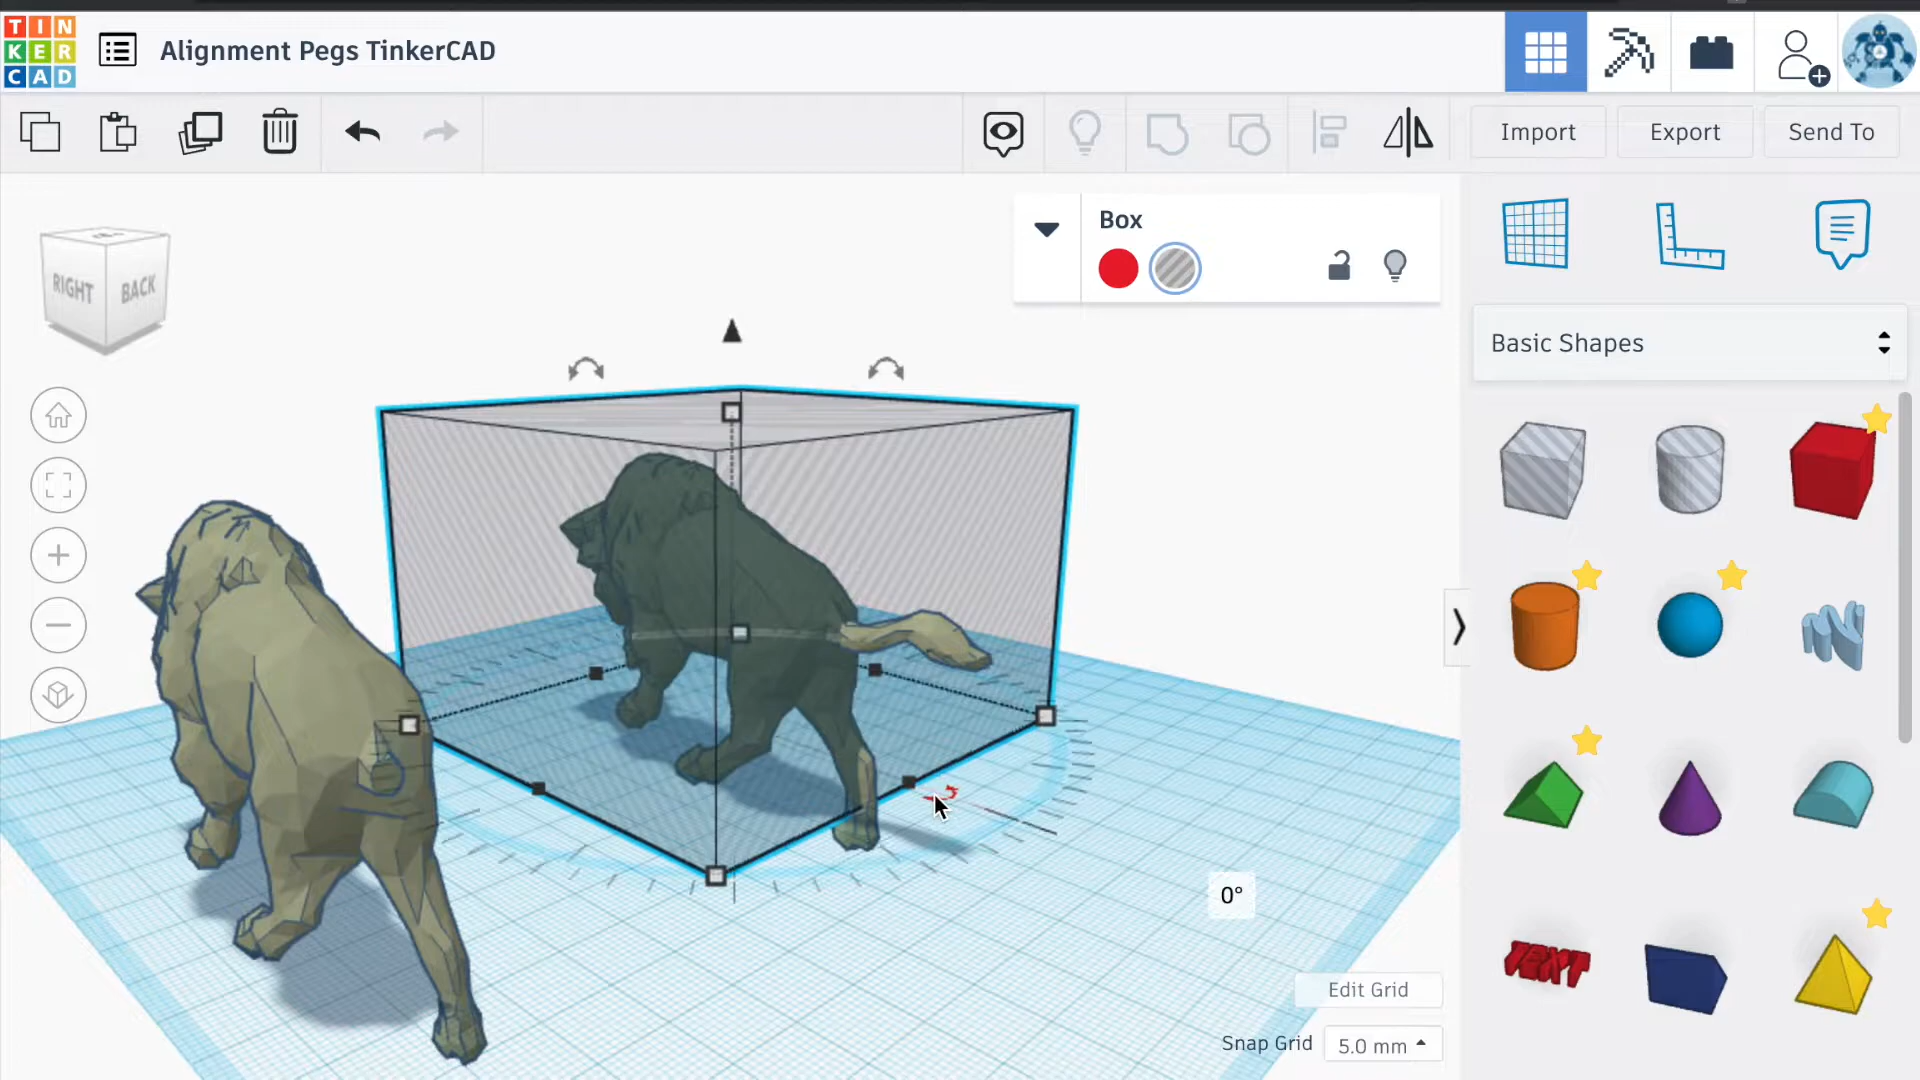 TIN
KER
CAD
Alignment Pegs TinkerCAD
Import
Export
Send To
Box
RIGHT
BACK
Basic Shapes
TEXT
0°
Edit Grid
Snap Grid
5.0 mm